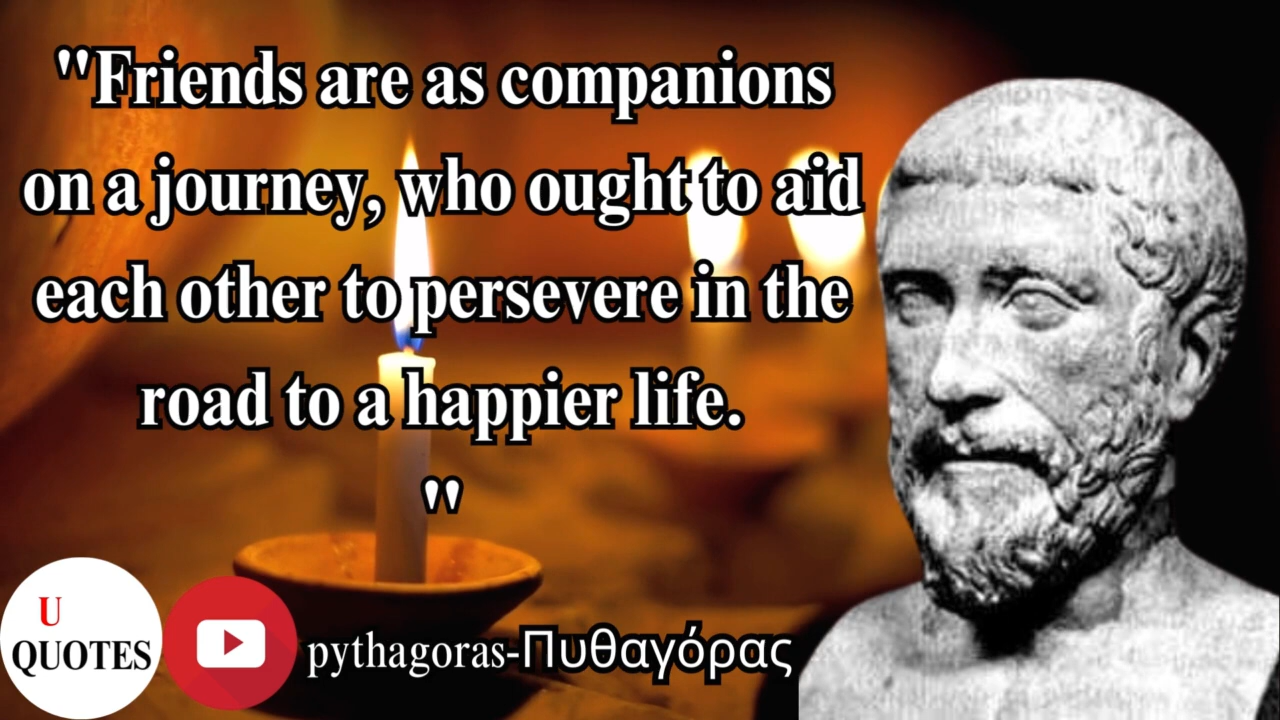 "Friends are as companions
on a journey, who ought to aid
each other to persevere in the
road to a happier life.
"
U
QUOTES
pythagoras-Πυθαγόρας